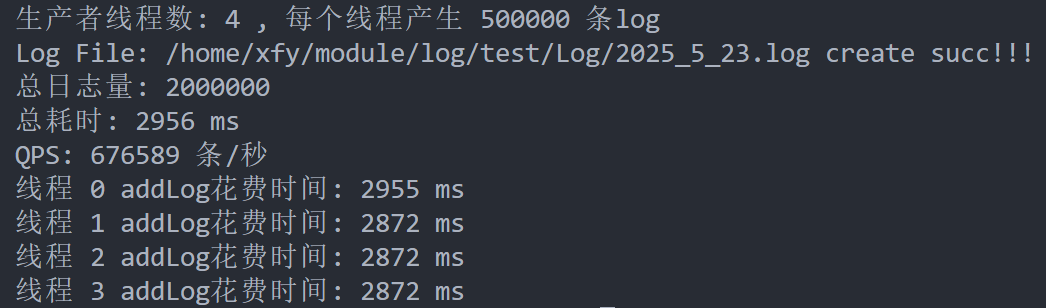 生产者线程数: 4 , 每个线程产生 500000 条log
Log File: /home/xfy/module/log/test/Log/2025_5_23.log create succ!!!
总日志量: 2000000
总耗时: 2956 ms
QPS: 676589 条/秒
线程 0 addLog花费时间: 2955 ms
线程 1 addLog花费时间: 2872 ms
线程 2 addLog花费时间: 2872 ms
线程 3 addLog花费时间: 2872 ms